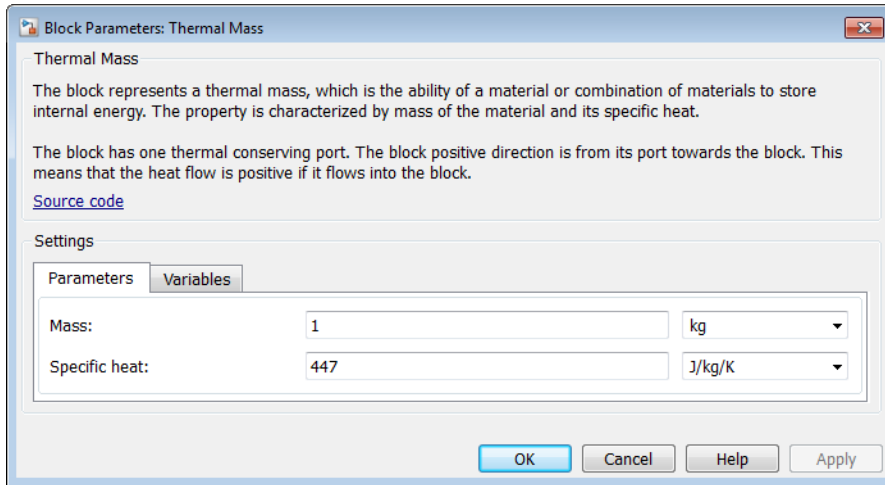 Block Parameters: Thermal Mass
Thermal Mass
The block represents a thermal mass, which is the ability of a material or combination of materials to store
internal energy. The property is characterized by mass of the material and its specific heat.
The block has one thermal conserving port. The block positive direction is from its port towards the block. This
means that the heat flow is positive if it flows into the block.
Source code
Settings
Parameters Variables
Mass: 1 kg
Specific heat: 447 J/kg/K
OK Cancel Help Apply